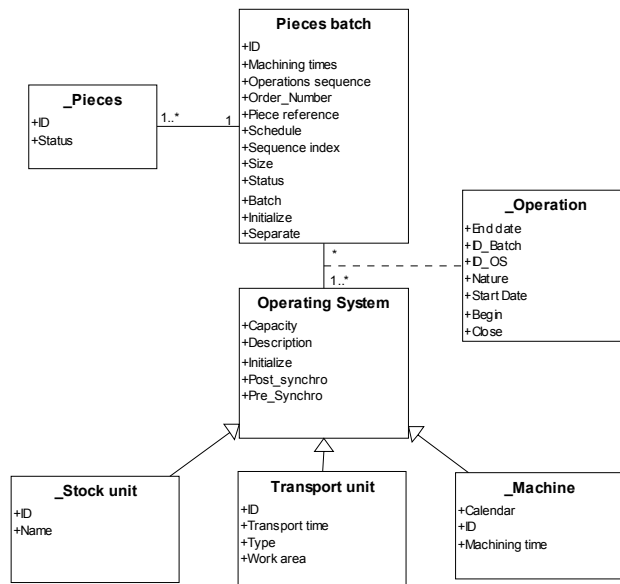 Pieces batch
+ID
+Machining times
+Operations sequence
+Order_Number
+Piece reference
+Schedule
+Sequence index
+Size
+Status
+Batch
+Initialize
+Separate
_Pieces
+ID
+Status
1..*
1
_Operation
+End date
+ID_Batch
+ID_OS
+Nature
+Start Date
+Begin
+Close
*
1..*
Operating System
+Capacity
+Description
+Initialize
+Post_synchro
+Pre_Synchro
_Stock unit
+ID
+Name
Transport unit
+ID
+Transport time
+Type
+Work area
_Machine
+Calendar
+ID
+Machining time